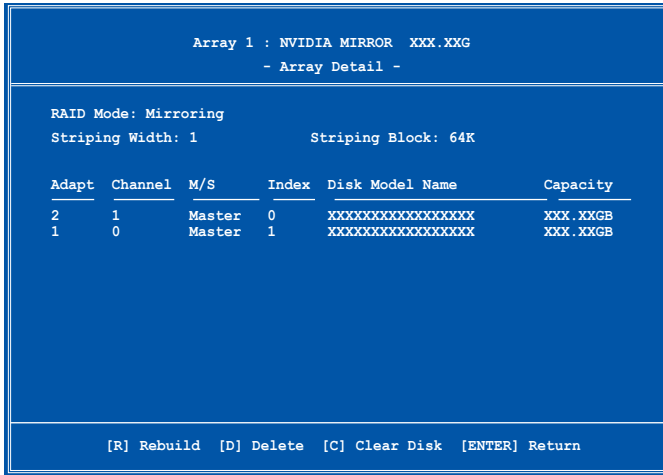 Array 1 : NVIDIA MIRROR XXX.XXG
- Array Detail -
RAID Mode: Mirroring
Striping Width: 1 Striping Block: 64K
Adapt Channel M/S Index Disk Model Name Capacity
2 1 Master 0 XXXXXXXXXXXXXXXXX XXX.XXGB
1 0 Master 1 XXXXXXXXXXXXXXXXX XXX.XXGB
[R] Rebuild [D] Delete [C] Clear Disk [ENTER] Return